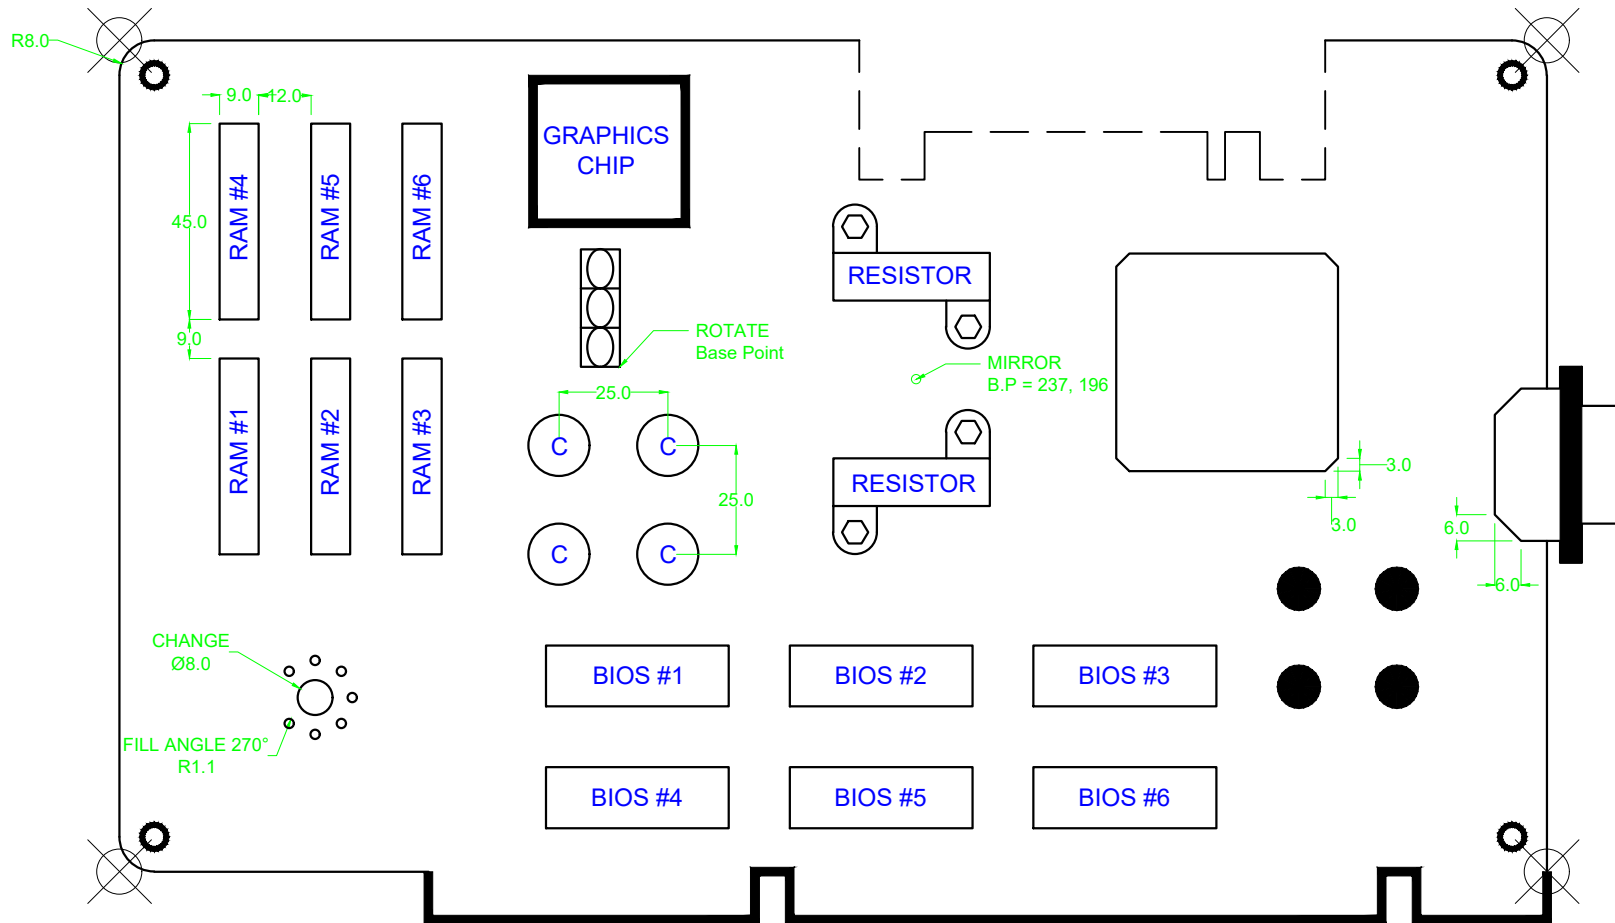 R8.0
9.0
12.0
GRAPHICS
CHIP
RAM #4
RAM #5
RAM #6
45.0
RESISTOR
9.0
ROTATE
Base Point
MIRROR
B.P = 237, 196
25.0
RAM #1
RAM #2
RAM #3
C
C
3.0
RESISTOR
25.0
3.0
6.0
C
C
6.0
CHANGE
Ø8.0
BIOS #1
BIOS #2
BIOS #3
FILL ANGLE 270°
R1.1
BIOS #4
BIOS #5
BIOS #6